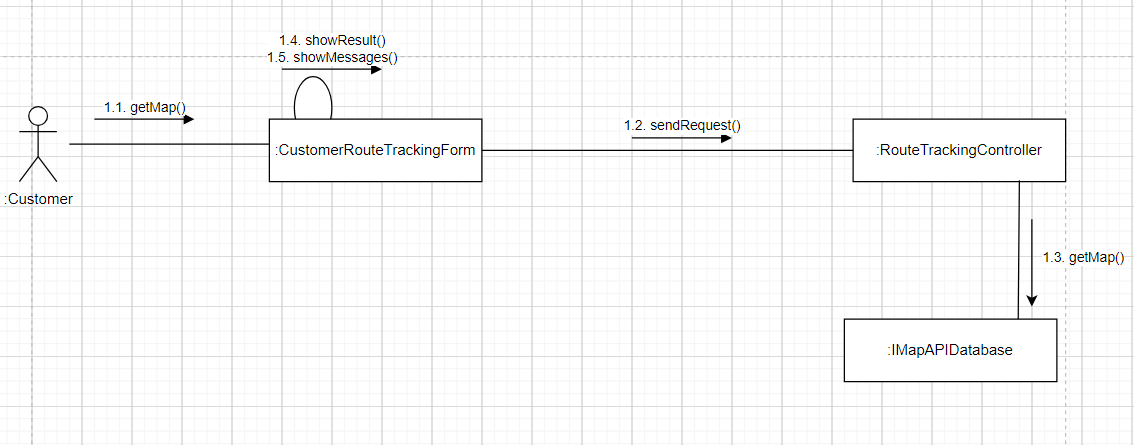 1.4. showResult()
1.5. showMessages()
1.1. getMap()
1.2. sendRequest()
:CustomerRouteTrackingForm
:RouteTrackingController
:Customer
1.3. getMap()
:IMapAPIDatabase